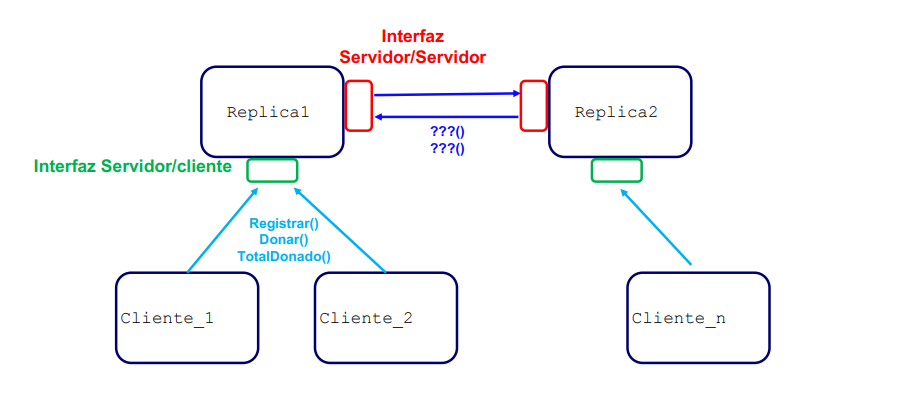 Interfaz
Servidor/Servidor
Replica1
Replica2
???()
???()
Interfaz Servidor/cliente
Registrar()
Donar()
TotalDonado()
Cliente_1
Cliente_2
Cliente_n